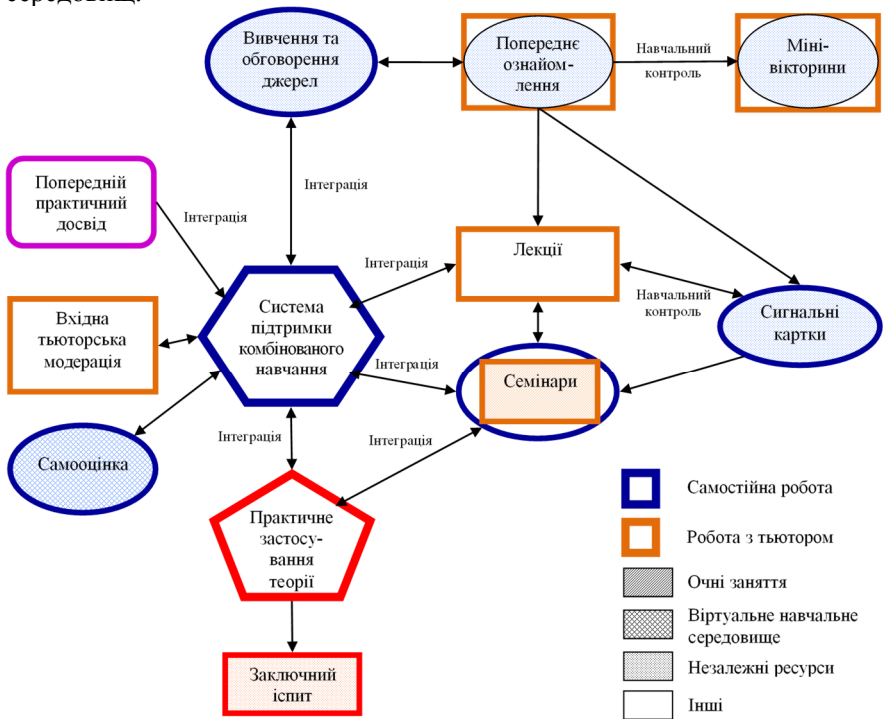 середовищ.
Вивчення та
обговорення
джерел
Попереднє
ознайом-
лення
Навчальний
контроль
Міні-
вікторини
Попередній
практичний
досвід
Інтеграція
Інтеграція
Інтеграція
Лекції
Навчальний
контроль
Сигнальні
картки
Вхідна
тьюторська
модерація
Система
підтримки
комбінованого
навчання
Інтеграція
Семінари
Самооцінка
Інтеграція
Інтеграція
Практичне
застосу-
вання
теорії
Заключний
іспит
Самостійна робота
Робота з тьютором
Очні заняття
Віртуальне навчальне
середовище
Незалежні ресурси
Інші